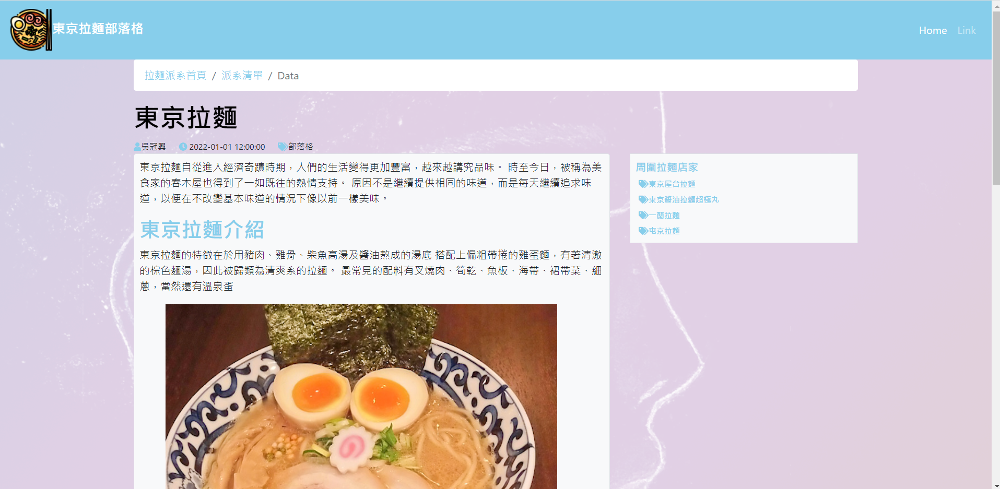 東京拉麵部落格
Home Link
拉麵派系首頁 / 派系清單 / Data
東京拉麵
吳冠興 2022-01-01 12:00:00 部落格
東京拉麵自從進入經濟奇蹟時期，人們的生活變得更加豐富，越來越講究品味。 時至今日，被稱為美
食家的春木屋也得到了一如既往的熱情支持。 原因不是繼續提供相同的味道，而是每天繼續追求味
道，以便在不改變基本味道的情況下像以前一樣美味。
東京拉麵介紹
東京拉麵的特徵在於用豬肉、雞骨、柴魚高湯及醬油熬成的湯底 搭配上偏粗帶捲的雞蛋麵，有著清澈
的棕色麵湯，因此被歸類為清爽系的拉麵。 最常見的配料有叉燒肉、筍乾、魚板、海帶、裙帶菜、細
蔥，當然還有溫泉蛋
周圍拉麵店家
東京屋台拉麵
東京醬油拉麵超極丸
一蘭拉麵
屯京拉麵